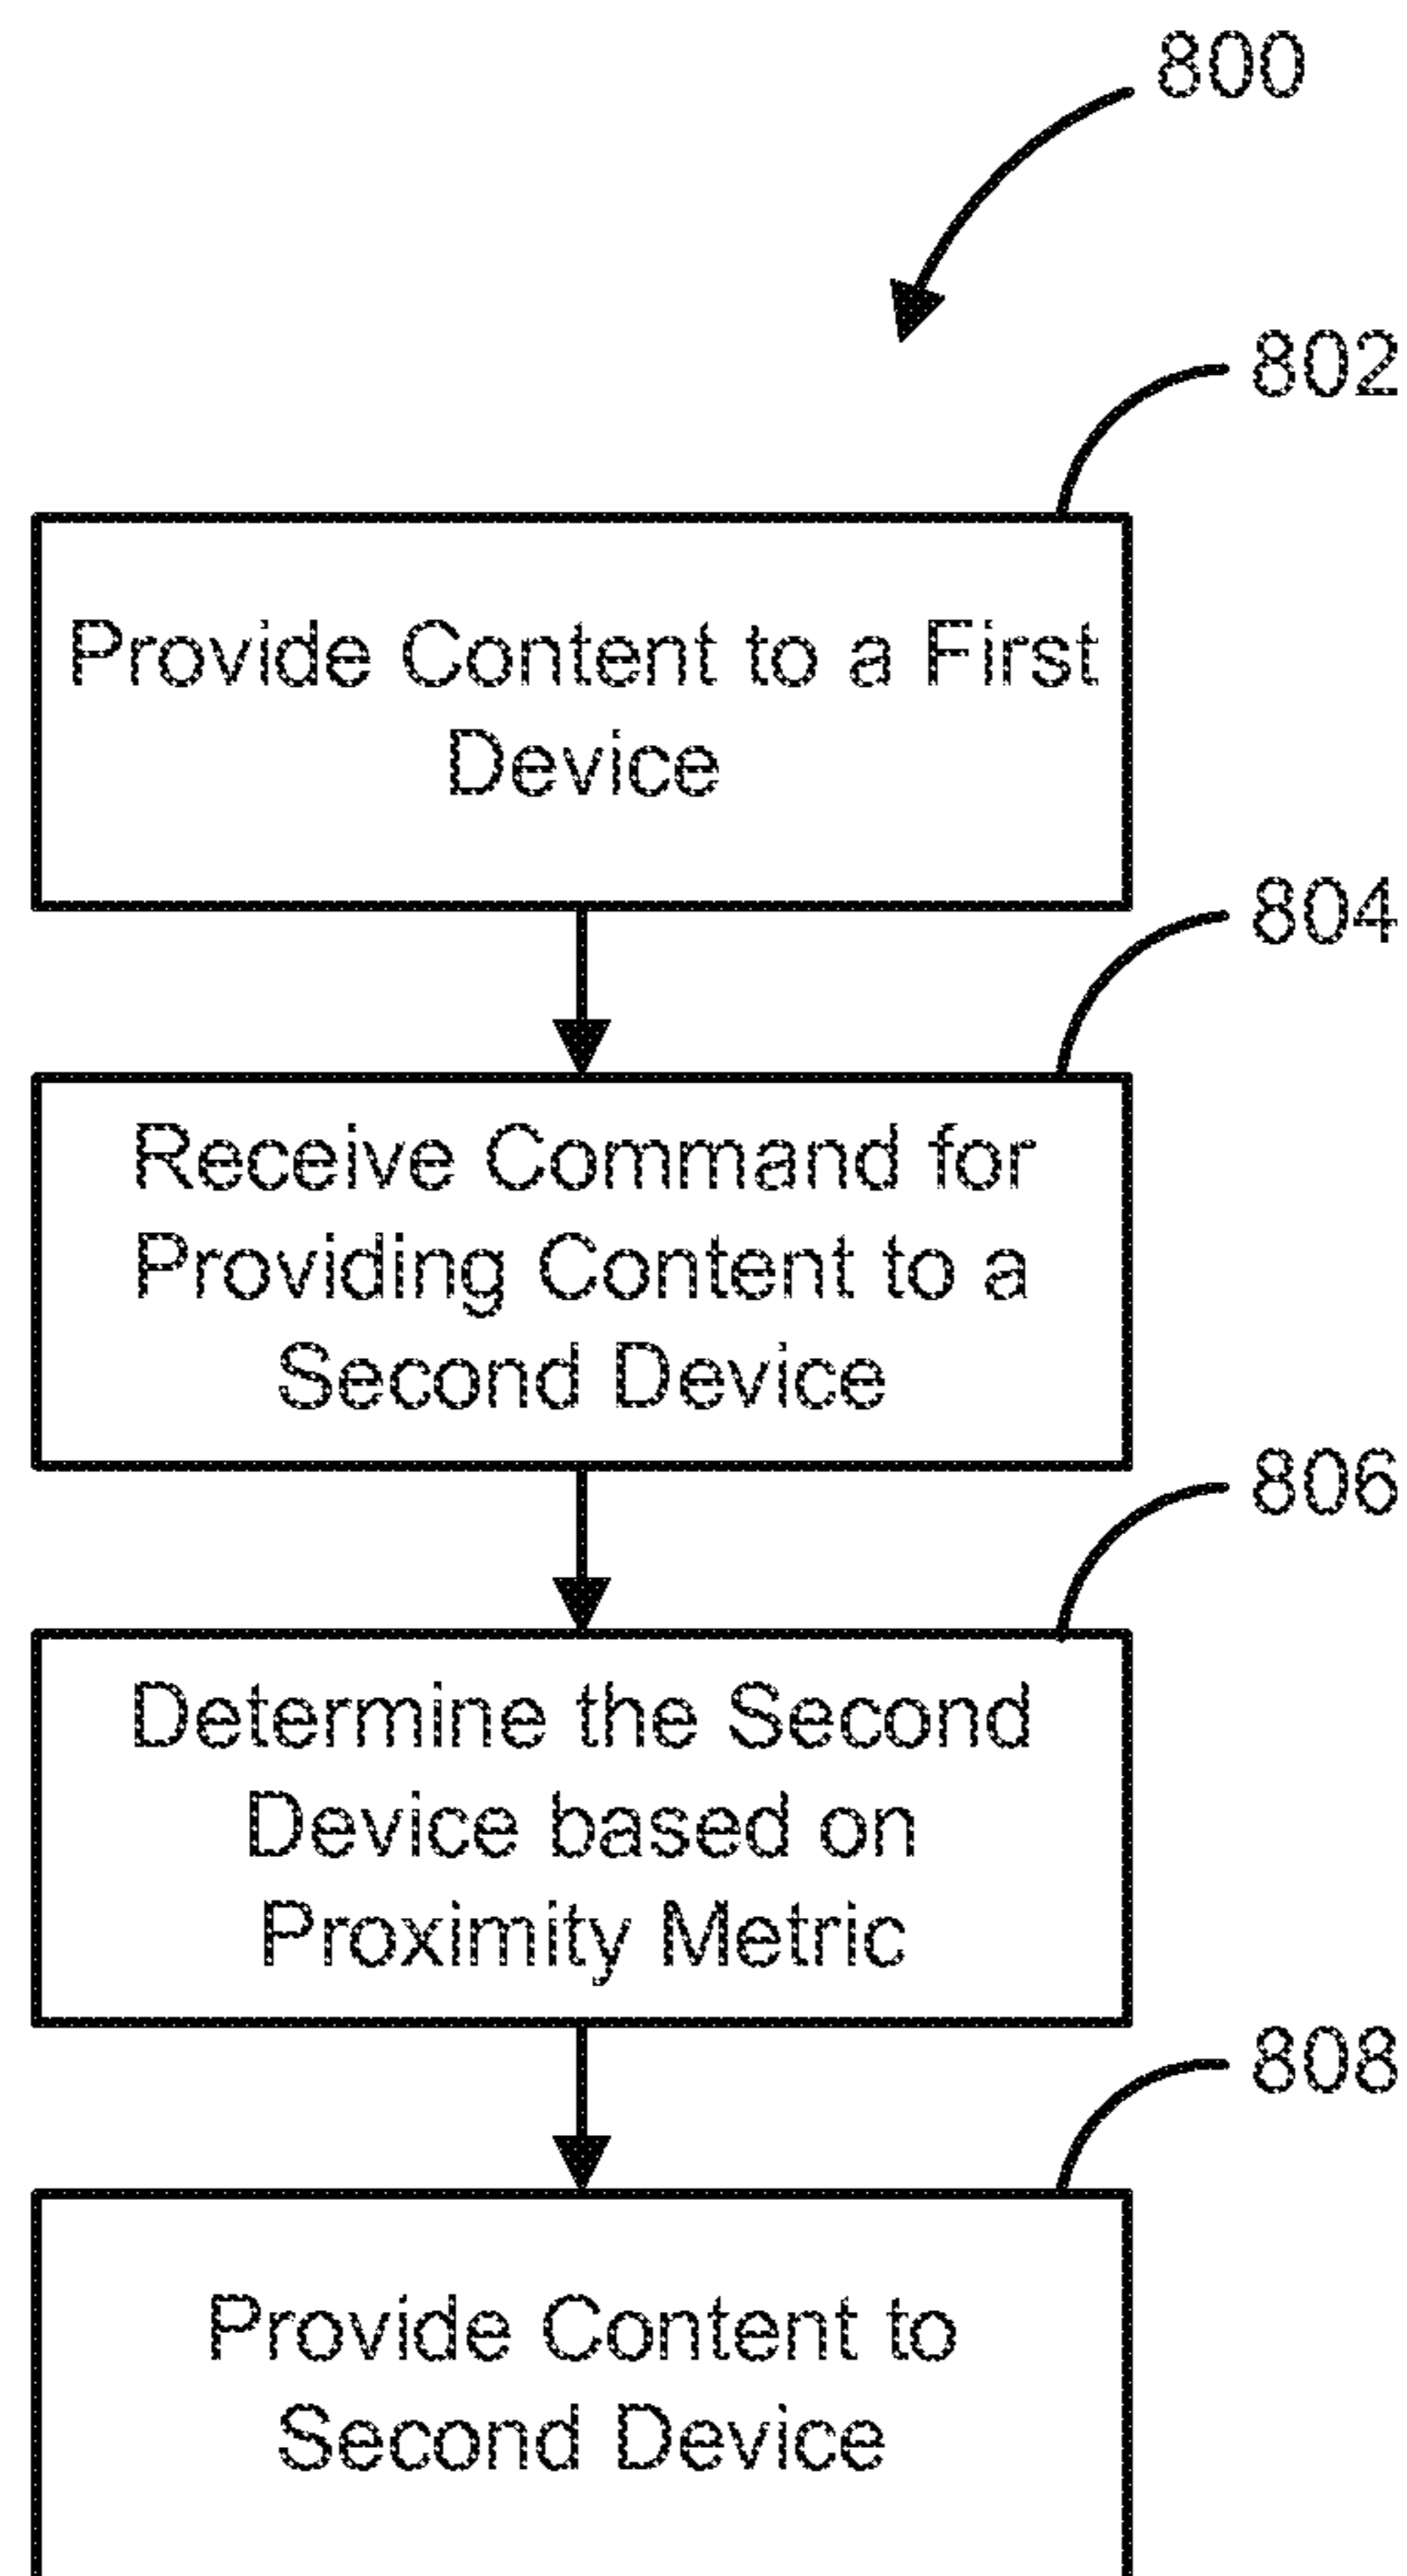 800
802
Provide Content to a First
Device
804
Receive Command for
Providing Content to a
Second Device
806
Determine the Second
Device based on
Proximity Metric
808
Provide Content to
Second Device